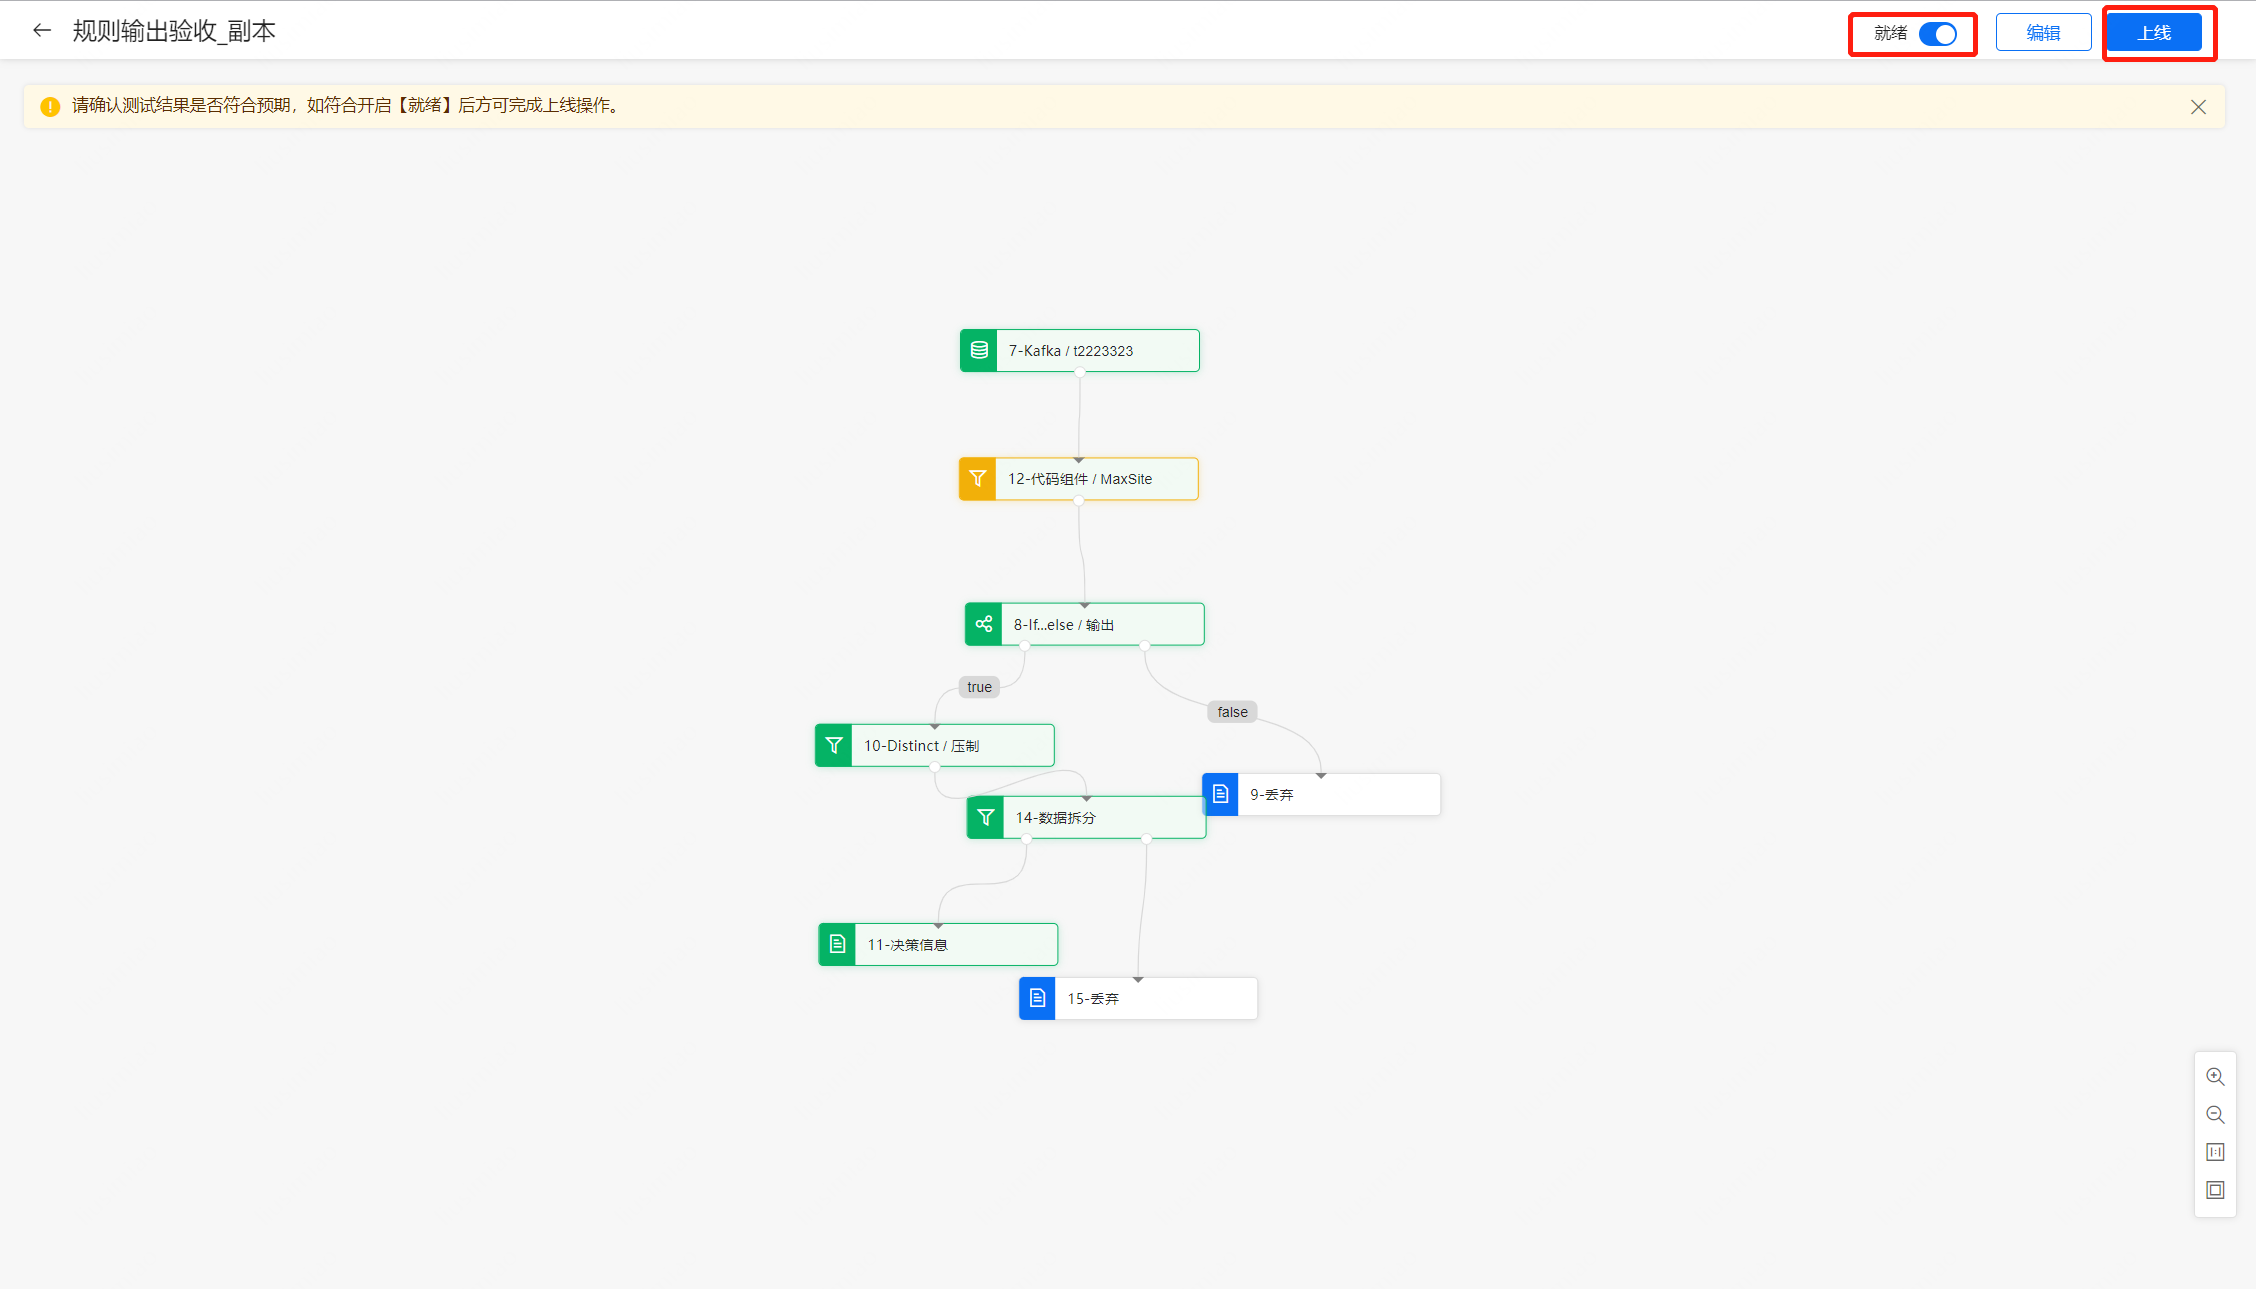 规则输出验收_副本
就绪
编辑
上线
请确认测试结果是否符合预期，如符合开启【就绪】后方可完成上线操作。
7-Kafka / t2223323
12-代码组件 / MaxSite
8-If...else / 输出
true
false
10-Distinct / 压制
9-丢弃
14-数据拆分
11-决策信息
15-丢弃